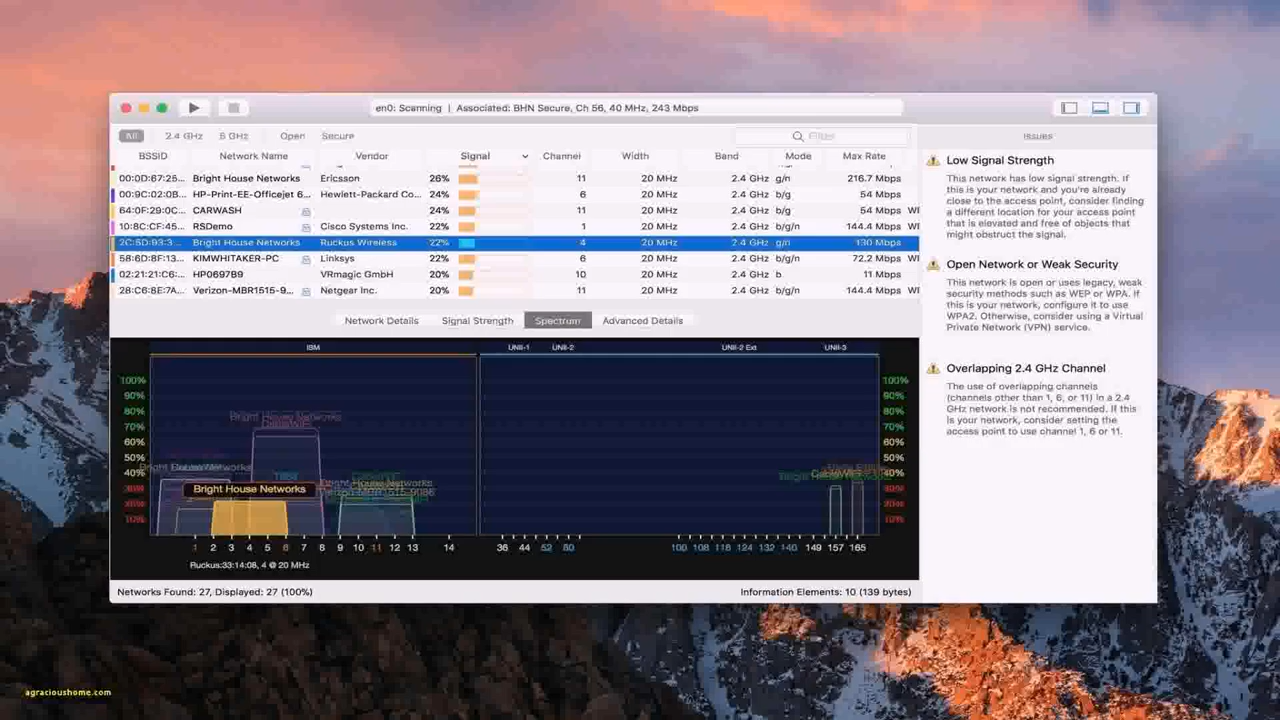 en0: Scanning | Associated: BHN Secure, Ch 56, 40 MHz, 243 Mbps
All 2.4 GHz 5 GHz Open Secure Filter Issues
BSSID Network Name Vendor Signal Channel Width Band Mode Max Rate
00:0D:67:25... Bright House Networks Ericsson 26% 11 20 MHz 2.4 GHz g/n 216.7 Mbps
00:9C:02:0B... HP-Print-EE-Officejet 6... Hewlett-Packard Co... 24% 6 20 MHz 2.4 GHz b/g 54 Mbps
64:0F:29:0C... CARWASH 24% 11 20 MHz 2.4 GHz b/g 54 Mbps
10:8C:CF:45... RSDemo Cisco Systems Inc. 22% 1 20 MHz 2.4 GHz b/g/n 144.4 Mbps
Bright House Networks Ruckus Wireless 22% 4 20 MHz 2.4 GHz g/n 130 Mbps
58:6D:8F:13... KIMWHITAKER-PC Linksys 22% 6 20 MHz 2.4 GHz b/g/n 72.2 Mbps
02:21:21:C6:... HP0697B9 VRmagic GmbH 20% 10 20 MHz 2.4 GHz b 11 Mbps
28:C6:8E:7A... Verizon-MBR1515-9... Netgear Inc. 20% 11 20 MHz 2.4 GHz b/g/n 144.4 Mbps
Network Details Signal Strength Spectrum Advanced Details
ISM UNII-1 UNII-2 UNII-2 Ext UNII-3
100% 100%
90% 90%
80% 80%
70% 70%
60% 60%
50% 50%
40% 40%
30% 30%
20% 20%
10% 10%
Bright House Networks
Bright House Networks
Bright House Networks
1 2 3 4 5 6 7 8 9 10 11 12 13 14 36 44 52 60 100 108 116 124 132 140 149 157 165
Ruckus:33:14:08, 4 @ 20 MHz
Networks Found: 27, Displayed: 27 (100%) Information Elements: 10 (139 bytes)
Low Signal Strength
This network has low signal strength. If
this is your network and you're already
close to the access point, consider finding
a different location for your access point
that is elevated and free of objects that
might obstruct the signal.
Open Network or Weak Security
This network is open or uses legacy, weak
security methods such as WEP or WPA. If
this is your network, configure it to use
WPA2. Otherwise, consider using a Virtual
Private Network (VPN) service.
Overlapping 2.4 GHz Channel
The use of overlapping channels
(channels other than 1, 6, or 11) in a 2.4
GHz network is not recommended. If this
is your network, consider setting the
access point to use channel 1, 6 or 11.
agracioushome.com